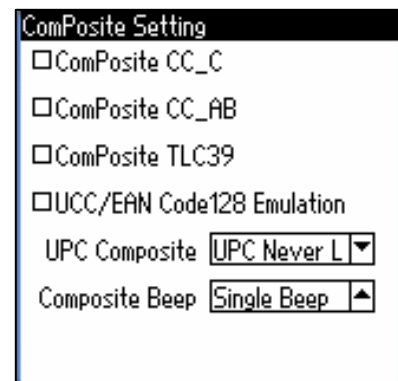 ComPosite Setting
ComPosite CC_C
ComPosite CC_AB
ComPosite TLC39
UCC/EAN Code128 Emulation
UPC Composite UPC Never L
Composite Beep Single Beep